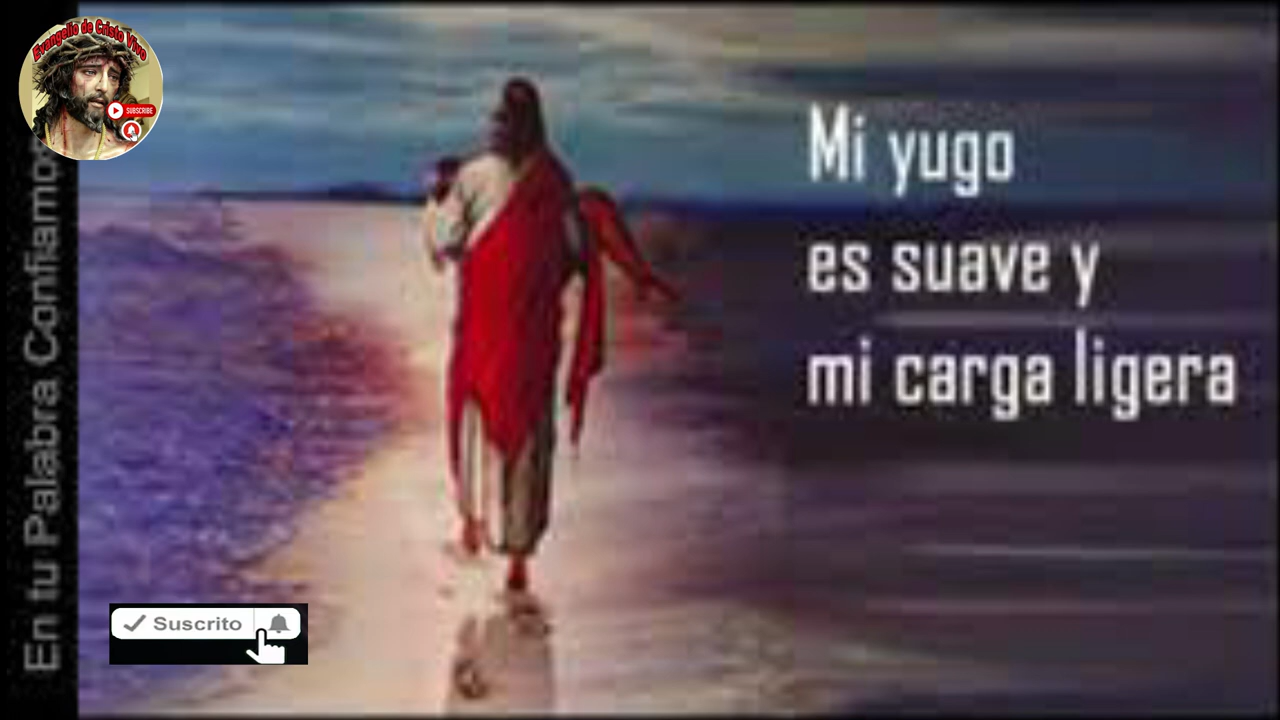 Evangelio de Cristo Vivo
SUBSCRIBE
En tu Palabra Confiamos
Mi yugo
es suave y
mi carga ligera
Suscrito